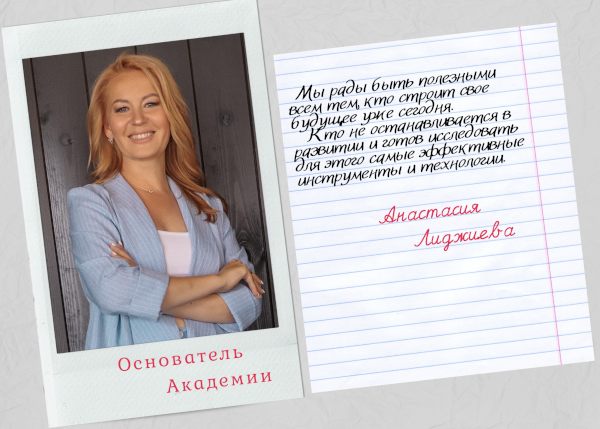 Основатель
Академии
Мы рады быть полезными
всем тем, кто строит свое
будущее уже сегодня.
Кто не останавливается в
развитии и готов исследовать
для этого самые эффективные
инструменты и технологии.
Анастасия
Лиджиева